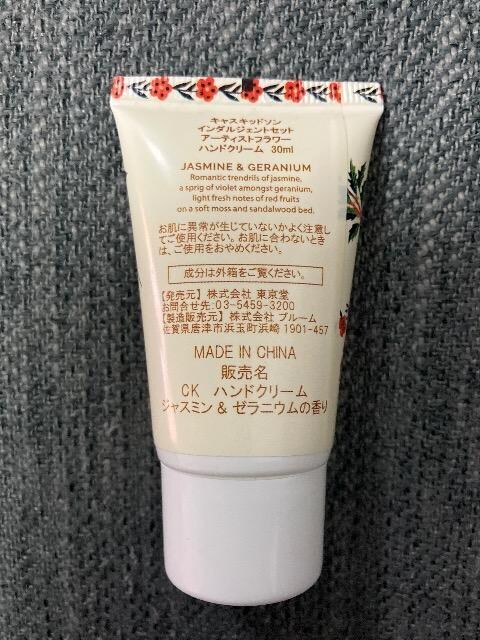 キャスキッドソン
インダルジェントセット
アーティストフラワー
ハンドクリーム 30ml
JASMINE & GERANIUM
Romantic trendrils of jasmine,
a sprig of violet amongst geranium,
light fresh notes of red fruits
on a soft moss and sandalwood bed.
お肌に異常が生じていないかよく注意し
てご使用ください。お肌に合わないとき
は、ご使用をおやめください。
成分は外箱をご覧ください。
【発売元】株式会社 東京堂
お問合せ先:03-5459-3200
【製造販売元】株式会社 ブルーム
佐賀県唐津市浜玉町浜崎 1901-457
MADE IN CHINA
販売名
CK ハンドクリーム
ジャスミン & ゼラニウムの香り